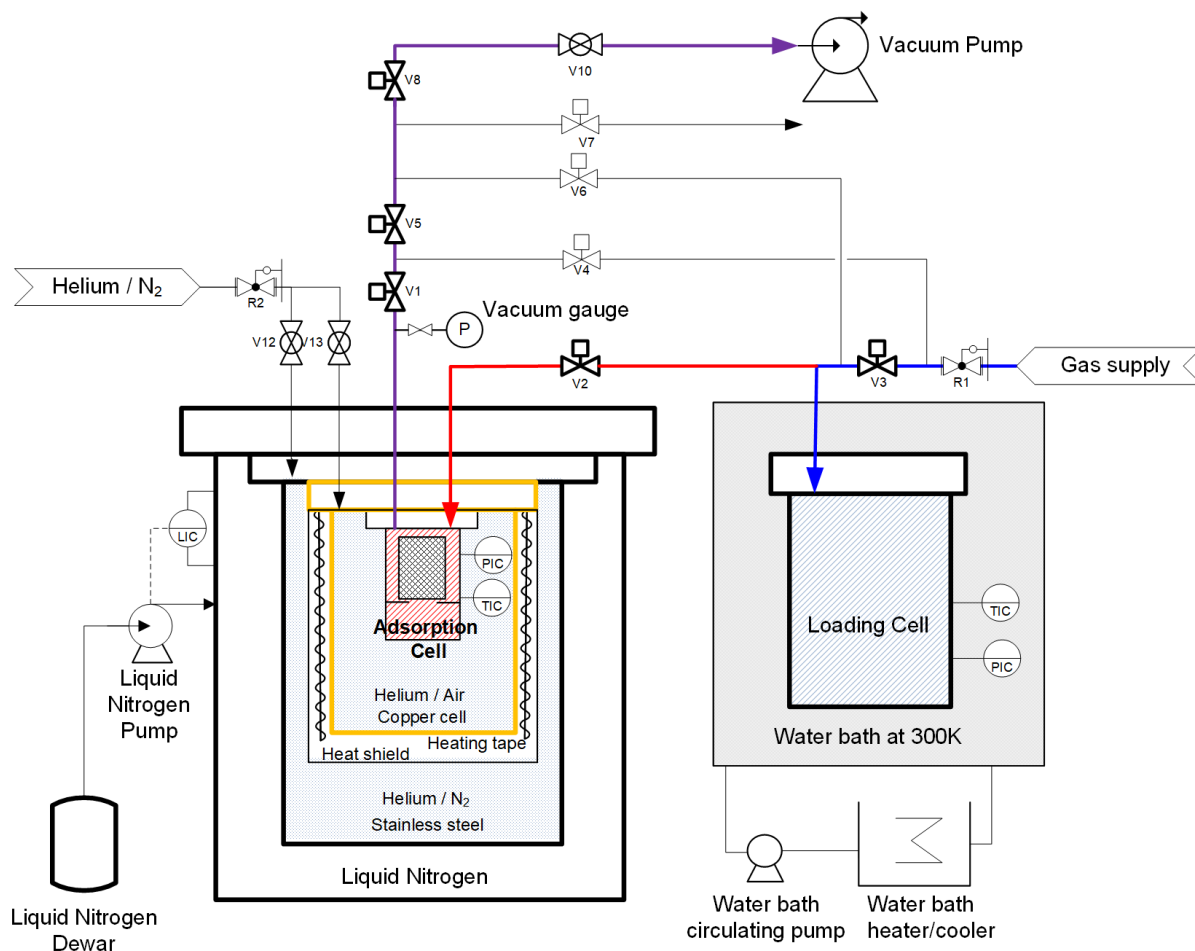 Vacuum Pump
V10
V8
V7
V6
V5
V4
Helium / N₂
R2
V1
Vacuum gauge
P
V12
V13
V2
V3
R1
Gas supply
LIC
PIC
TIC
Adsorption
Cell
Loading Cell
TIC
PIC
Liquid
Nitrogen
Pump
Helium / Air
Copper cell
Heat shield
Heating tape
Water bath at 300K
Helium / N₂
Stainless steel
Liquid Nitrogen
Liquid Nitrogen
Dewar
Water bath
circulating pump
Water bath
heater/cooler